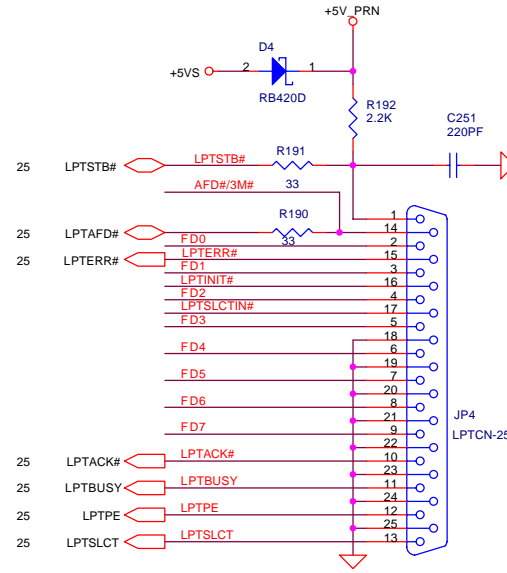 +5V_PRN
D4
+5VS 2 1
RB420D
R192
2.2K
C251
220PF
R191
25 LPTSTB# LPTSTB#
33
AFD#/3M#
1
R190
14
25 LPTAFD#
FD0 33 2
25 LPTERR# LPTERR# 15
FD1 3
LPTINIT# 16
FD2 4
LPTSLCTIN# 17
FD3 5
18
FD4 6
19
FD5 7
20
FD6 8
21
JP4
FD7 9
LPTCN-25
22
25 LPTACK# LPTACK# 10
23
25 LPTBUSY LPTBUSY 11
24
25 LPTPE LPTPE 12
25
25 LPTSLCT LPTSLCT 13